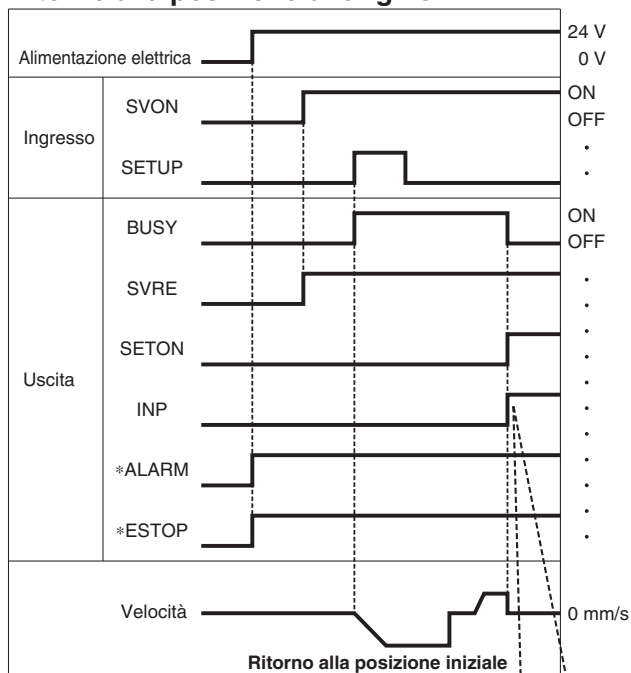 24 V
Alimentazione elettrica
0 V
Ingresso
SVON
ON
OFF
SETUP
Uscita
BUSY
ON
OFF
SVRE
SETON
INP
*ALARM
*ESTOP
Velocità
0 mm/s
Ritorno alla posizione iniziale